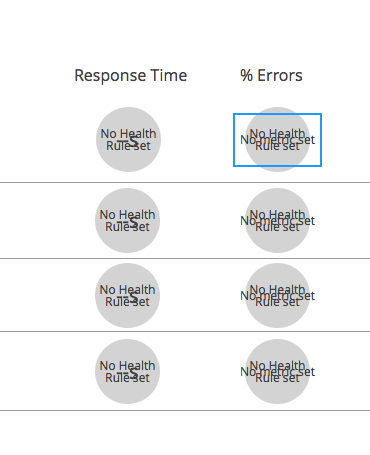 Response Time % Errors
No Health
--s
Rule set
No Health
No metric set
Rule set
No Health
--s
Rule set
No Health
No metric set
Rule set
No Health
--s
Rule set
No Health
No metric set
Rule set
No Health
--s
Rule set
No Health
No metric set
Rule set